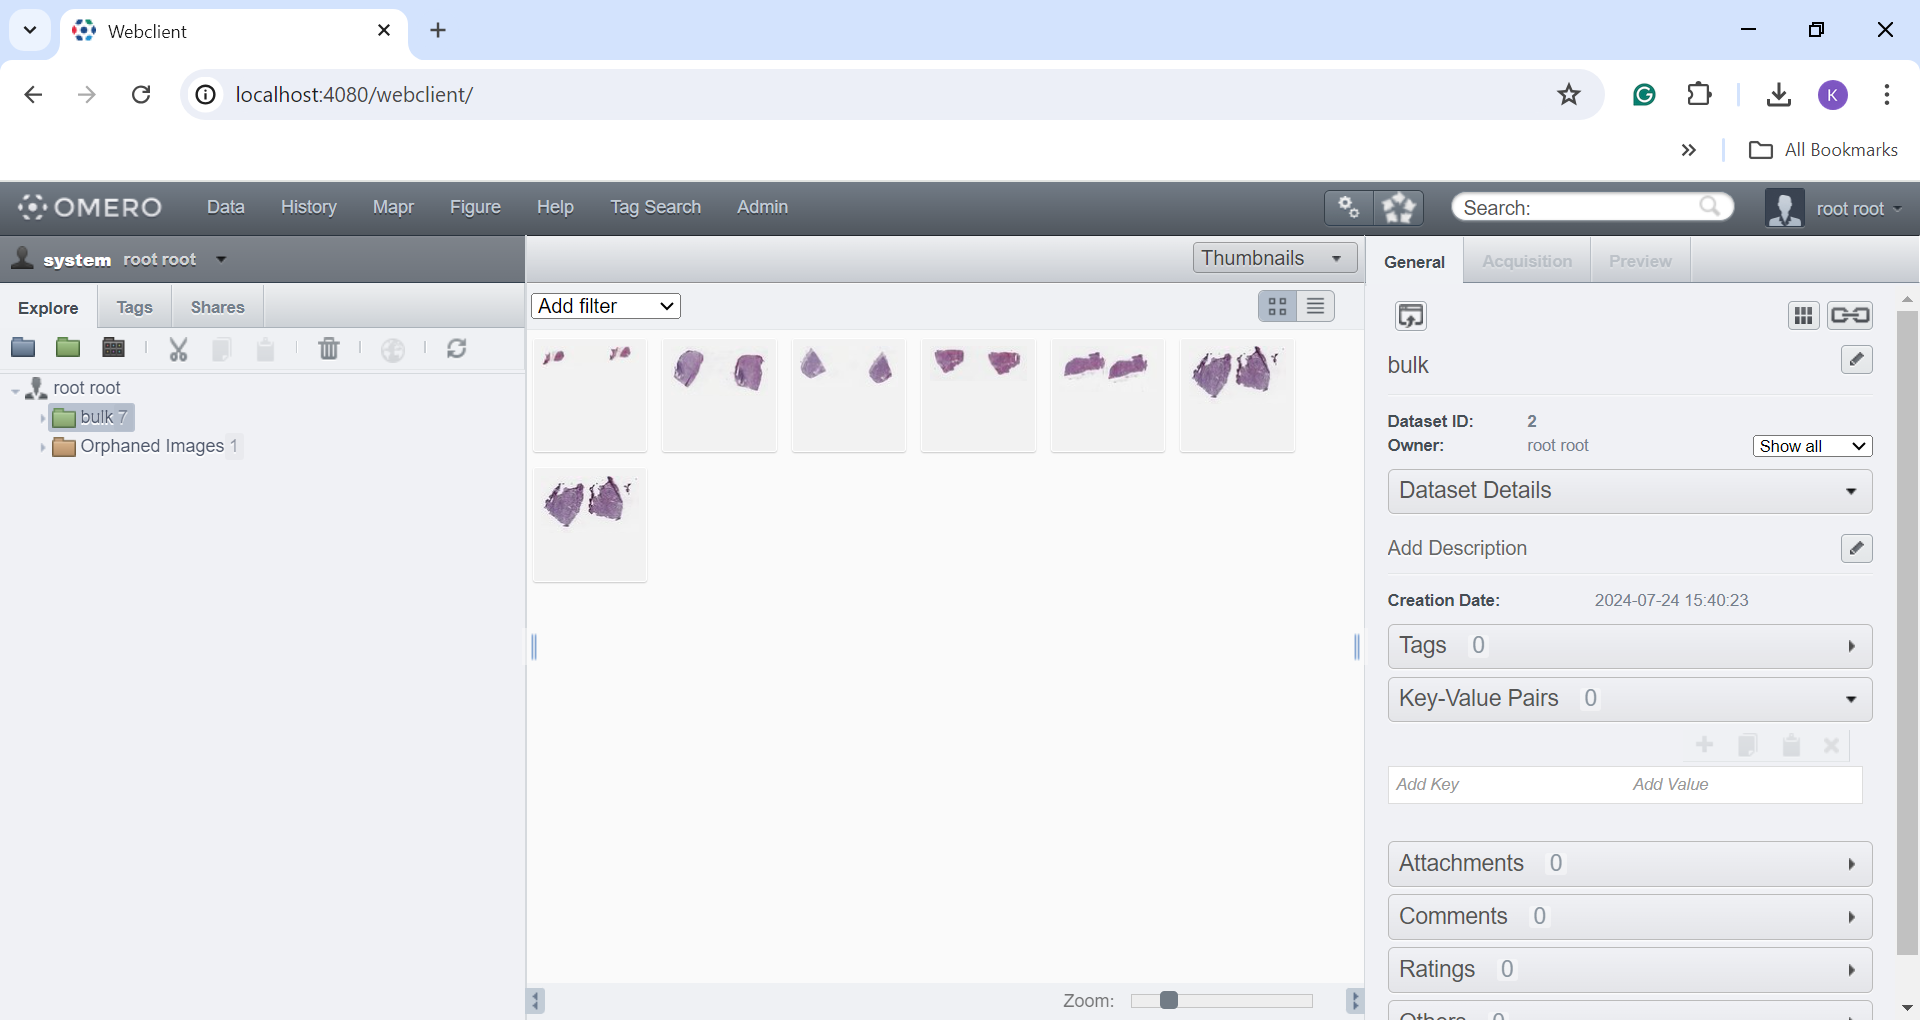 Webclient
localhost:4080/webclient/
K
All Bookmarks
OMERO Data History Mapr Figure Help Tag Search Admin Search: root root
system root root
Thumbnails
General Acquisition Preview
Explore Tags Shares
Add filter
root root
bulk 7
Orphaned Images 1
bulk
Dataset ID: 2
Owner: root root
Show all
Dataset Details
Add Description
Creation Date: 2024-07-24 15:40:23
Tags 0
Key-Value Pairs 0
Add Key Add Value
Attachments 0
Comments 0
Ratings 0
Others 0
Zoom: